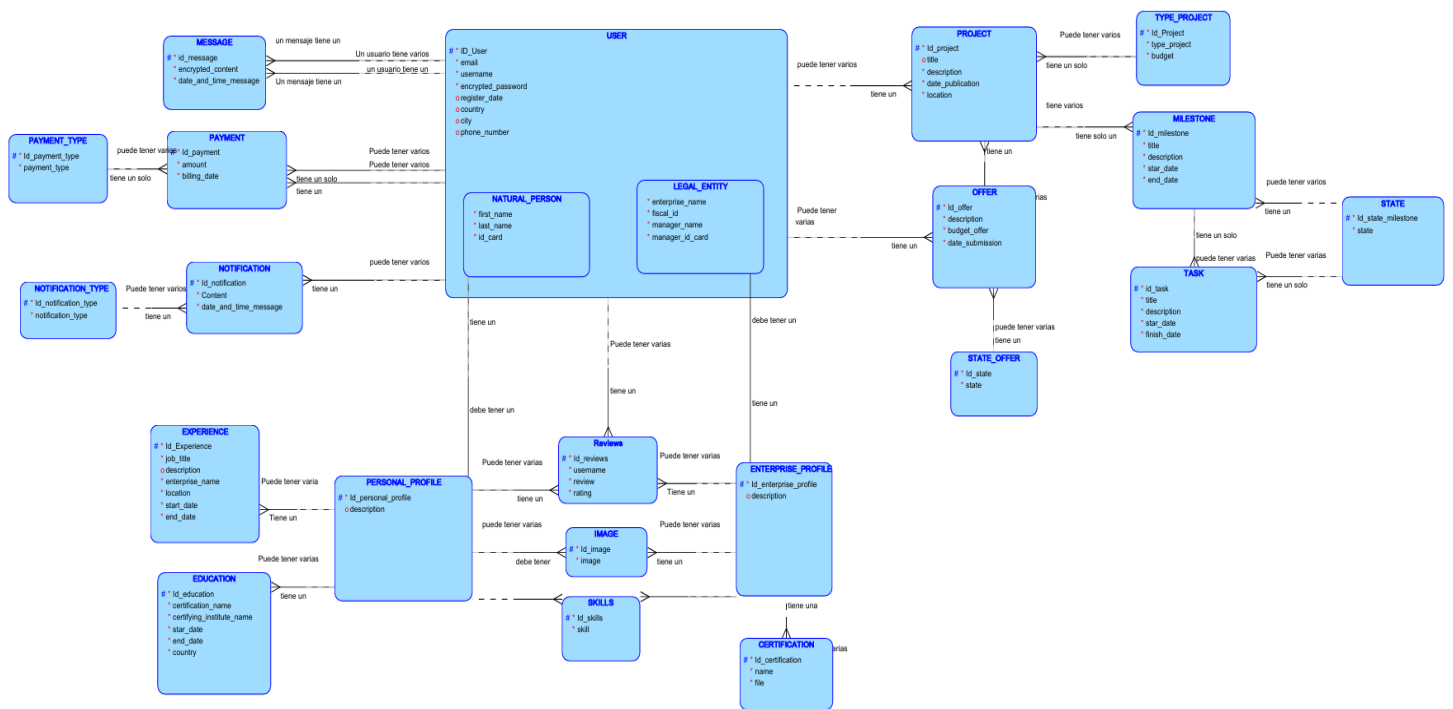 MESSAGE
# * id_message
* encrypted_content
* date_and_time_message
un mensaje tiene un
Un usuario tiene varios
un usuario tiene un
Un mensaje tiene un
USER
# * ID_User
* email
* username
* encrypted_password
o register_date
o country
o city
o phone_number
NATURAL_PERSON
* first_name
* last_name
* id_card
LEGAL_ENTITY
* enterprise_name
* fiscal_id
* manager_name
* manager_id_card
puede tener varios
tiene un
PROJECT
# * Id_project
o title
* description
* date_publication
* location
Puede tener varios
tiene un solo
TYPE_PROJECT
# * Id_Project
* type_project
* budget
tiene varios
tiene solo un
MILESTONE
# * Id_milestone
* title
* description
* star_date
* end_date
puede tener varios
tiene un
STATE
# * Id_state_milestone
* state
tiene un solo
puede tener varias
TASK
# * id_task
* title
* description
* star_date
* finish_date
puede tener varias
tiene un solo
tiene un
arias
OFFER
# * Id_offer
* description
* budget_offer
* date_submission
Puede tener
varias
tiene un
puede tener varias
tiene un
STATE_OFFER
# * Id_state
* state
PAYMENT_TYPE
# * Id_payment_type
* payment_type
puede tener varios
tiene un solo
PAYMENT
# * Id_payment
* amount
* billing_date
Puede tener varios
Puede tener varios
tiene un solo
tiene un
NOTIFICATION_TYPE
# * Id_notification_type
* notification_type
Puede tener varios
tiene un
NOTIFICATION
# * Id_notification
* Content
* date_and_time_message
puede tener varios
tiene un
tiene un
debe tener un
Puede tener varias
tiene un
debe tener un
tiene un
EXPERIENCE
# * Id_Experience
* job_title
o description
* enterprise_name
* location
* start_date
* end_date
Puede tener varia
Tiene un
PERSONAL_PROFILE
# * Id_personal_profile
o description
Puede tener varias
tiene un
Reviews
# * Id_reviews
* username
* review
* rating
Puede tener varias
Tiene un
ENTERPRISE_PROFILE
# * Id_enterprise_profile
o description
puede tener varias
debe tener
IMAGE
# * Id_image
* image
Puede tener varias
tiene un
Puede tener varias
tiene un
EDUCATION
# * Id_education
* certification_name
* certifying_institute_name
* star_date
* end_date
* country
SKILLS
# * Id_skills
* skill
tiene una
arias
CERTIFICATION
# * Id_certification
* name
* file